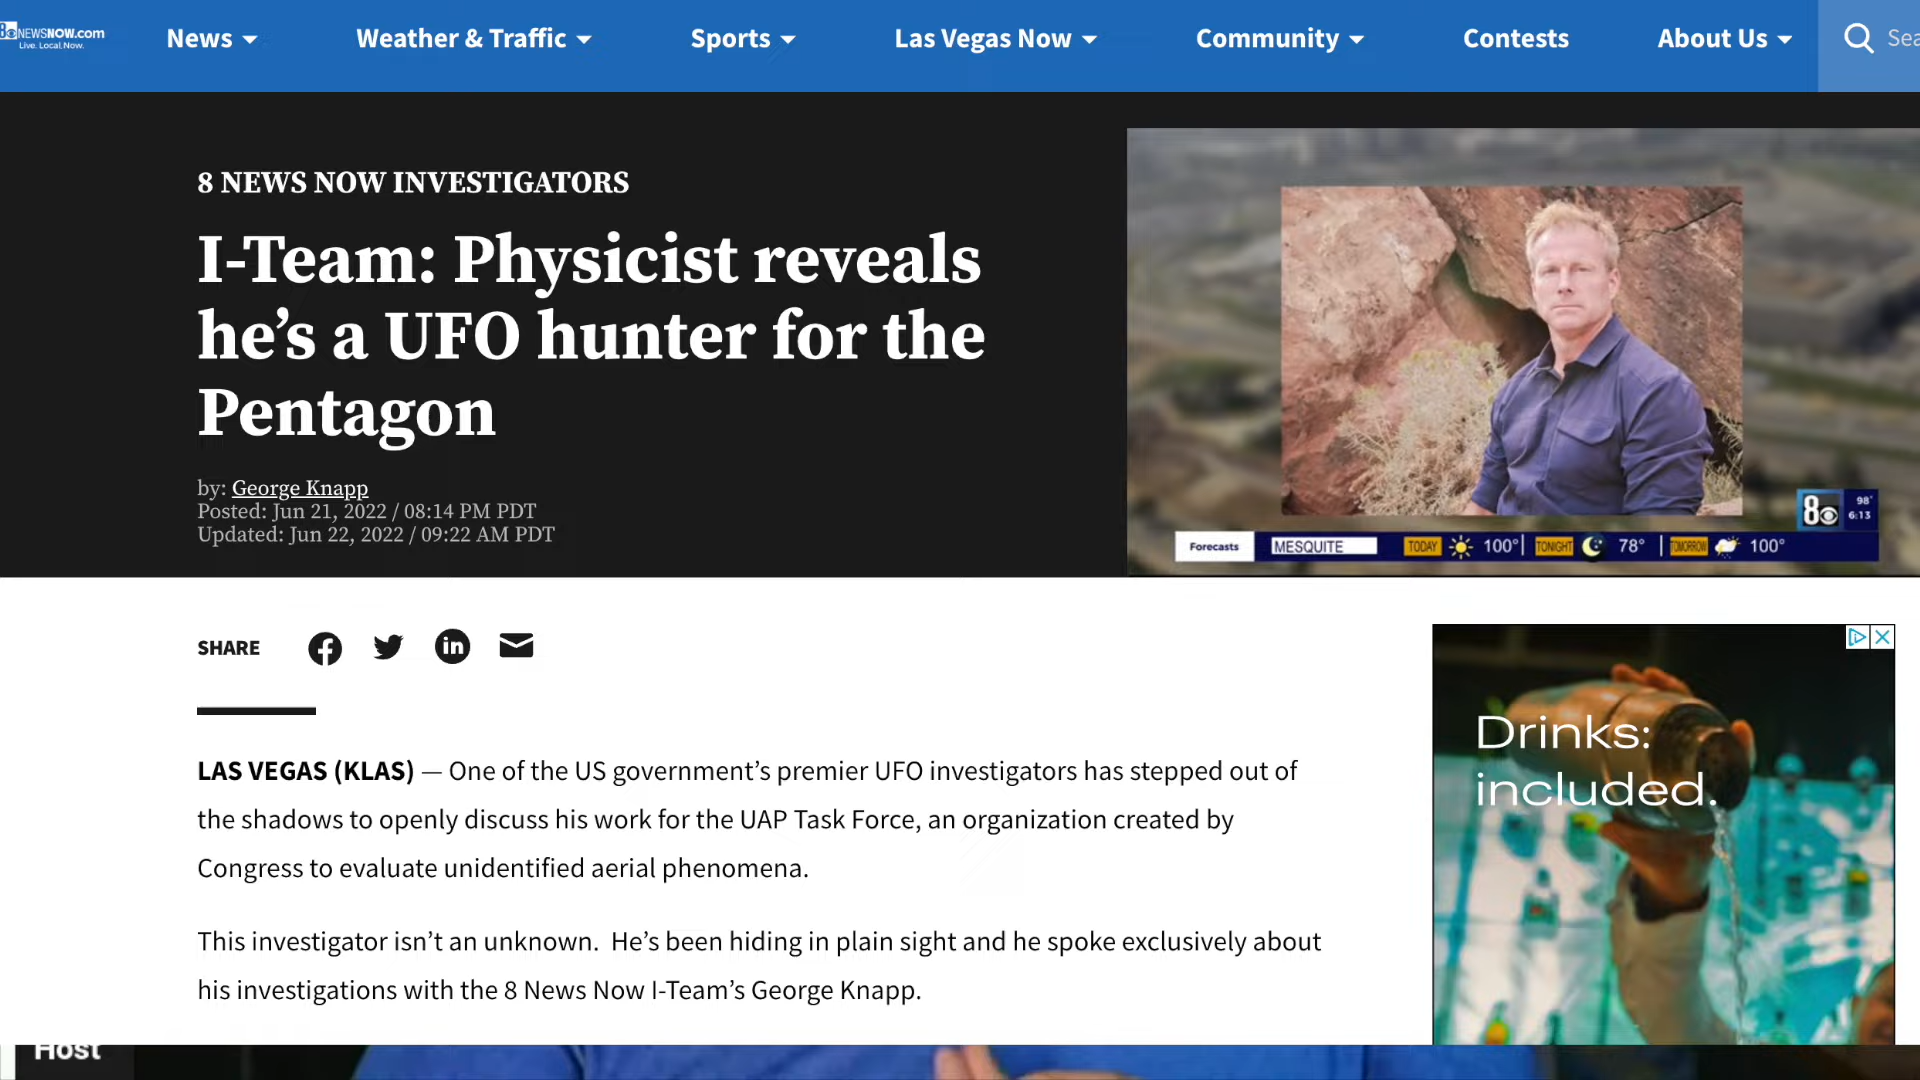 8 NEWSNOW.com
Live. Local. Now.
News
Weather & Traffic
Sports
Las Vegas Now
Community
Contests
About Us
Sea
8 NEWS NOW INVESTIGATORS
I-Team: Physicist reveals
he’s a UFO hunter for the
Pentagon
by: George Knapp
Posted: Jun 21, 2022 / 08:14 PM PDT
Updated: Jun 22, 2022 / 09:22 AM PDT
8 98°
6:13
Forecasts MESQUITE TODAY 100° TONIGHT 78° TOMORROW 100°
SHARE
in
Drinks:
included.
LAS VEGAS (KLAS) — One of the US government’s premier UFO investigators has stepped out of
the shadows to openly discuss his work for the UAP Task Force, an organization created by
Congress to evaluate unidentified aerial phenomena.
This investigator isn’t an unknown.  He’s been hiding in plain sight and he spoke exclusively about
his investigations with the 8 News Now I-Team’s George Knapp.
Host